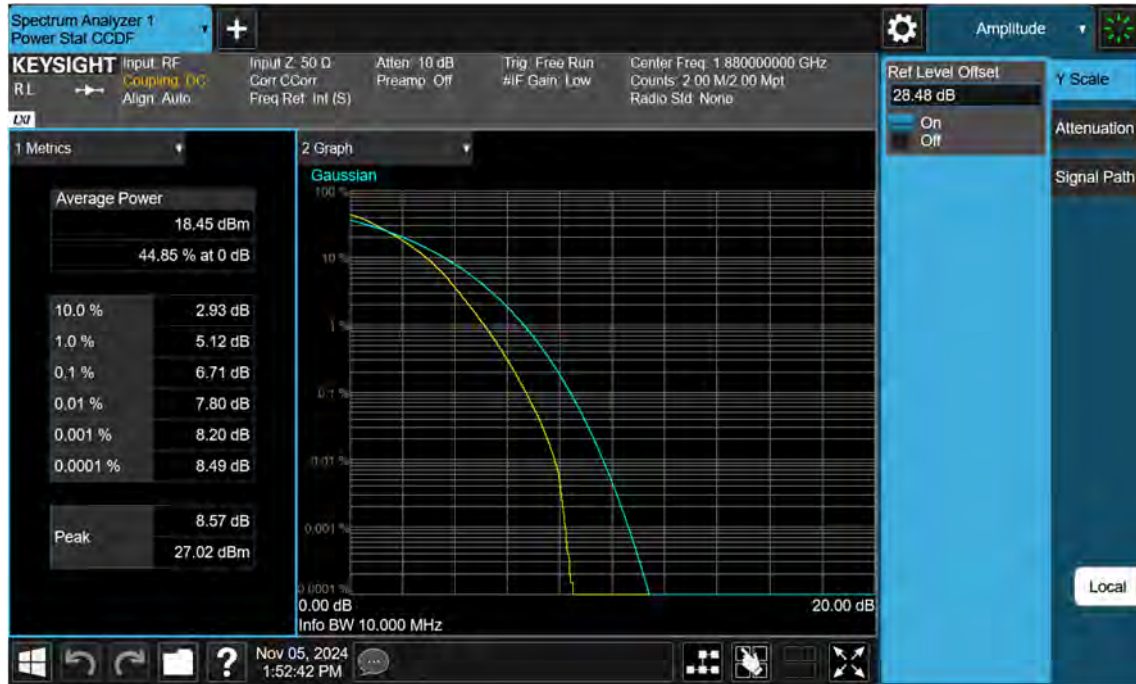 Spectrum Analyzer 1
Power Stat CCDF
+
Amplitude
KEYSIGHT
RL
LXI
Input: RF
Coupling: DC
Align: Auto
Input Z: 50 Ω
Corr CCorr
Freq Ref: Int (S)
Atten: 10 dB
Preamp: Off
Trig: Free Run
#IF Gain: Low
Center Freq: 1.880000000 GHz
Counts: 2.00 M/2.00 Mpt
Radio Std: None
Ref Level Offset
28.48 dB
On
Off
Y Scale
Attenuation
Signal Path
Local
1 Metrics
Average Power
18.45 dBm
44.85 % at 0 dB
10.0 % 2.93 dB
1.0 % 5.12 dB
0.1 % 6.71 dB
0.01 % 7.80 dB
0.001 % 8.20 dB
0.0001 % 8.49 dB
Peak
8.57 dB
27.02 dBm
2 Graph
Gaussian
100 %
10 %
1 %
0.1 %
0.01 %
0.001 %
0.0001 %
0.00 dB 20.00 dB
Info BW 10.000 MHz
?
Nov 05, 2024
1:52:42 PM